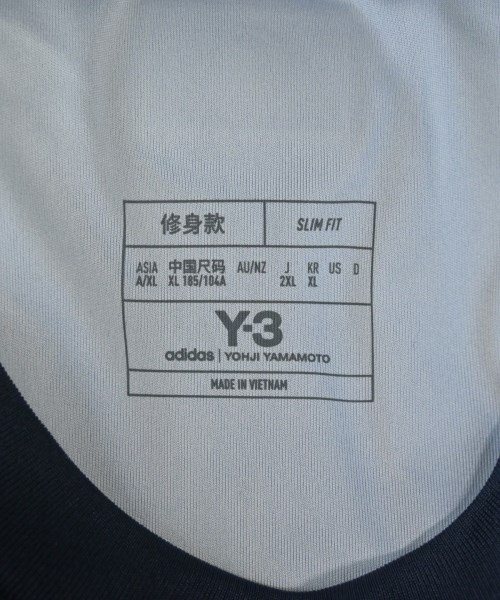 修身款 SLIM FIT
ASIA 中国尺码 AU/NZ J KR US D
A/XL XL 185/104A 2XL XL
Y-3
adidas | YOHJI YAMAMOTO
MADE IN VIETNAM